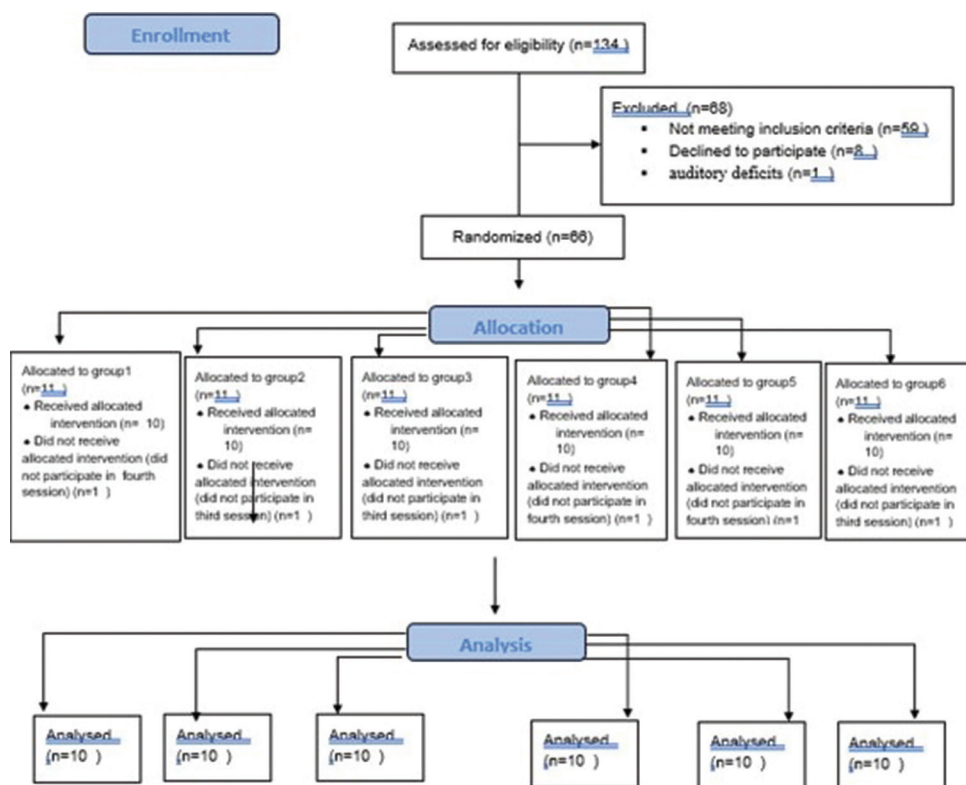 Enrollment
Assessed for eligibility (n=134 )
Excluded (n=68)
▪ Not meeting inclusion criteria (n=59 )
▪ Declined to participate (n=8 )
▪ auditory deficits (n=1 )
Randomized (n=66)
Allocation
Allocated to group1
(n=11 )
• Received allocated
intervention (n= 10)
• Did not receive
allocated intervention (did
not participate in fourth
session) (n=1 )
Allocated to group2
(n=11 )
• Received allocated
intervention (n=
10)
• Did not receive
allocated intervention
(did not participate in
third session) (n=1 )
Allocated to group3
(n=11 )
• Received allocated
intervention (n=
10)
• Did not receive
allocated intervention
(did not participate in
third session) (n=1 )
Allocated to group4
(n=11 )
• Received allocated
intervention (n=
10)
• Did not receive
allocated intervention
(did not participate in
fourth session) (n=1 )
Allocated to group5
(n=11 )
• Received allocated
intervention (n=
10)
• Did not receive
allocated intervention
(did not participate in
fourth session) (n=1
Allocated to group6
(n=11 )
• Received allocated
intervention (n=
10)
• Did not receive
allocated intervention
(did not participate in
third session) (n=1 )
Analysis
Analysed
(n=10 )
Analysed
(n=10 )
Analysed
(n=10 )
Analysed
(n=10 )
Analysed
(n=10 )
Analysed
(n=10 )